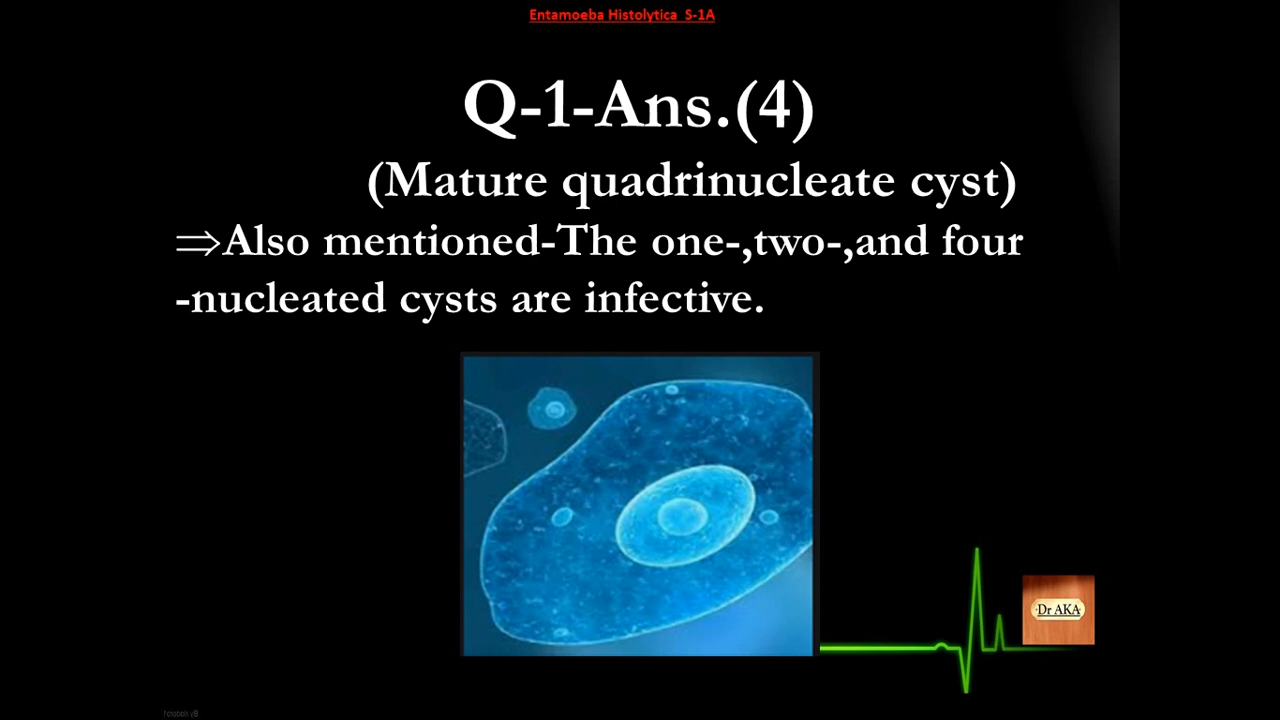 Entamoeba Histolytica S-1A
Q-1-Ans.(4)
(Mature quadrinucleate cyst)
⇒Also mentioned-The one-,two-,and four
-nucleated cysts are infective.
Dr AKA